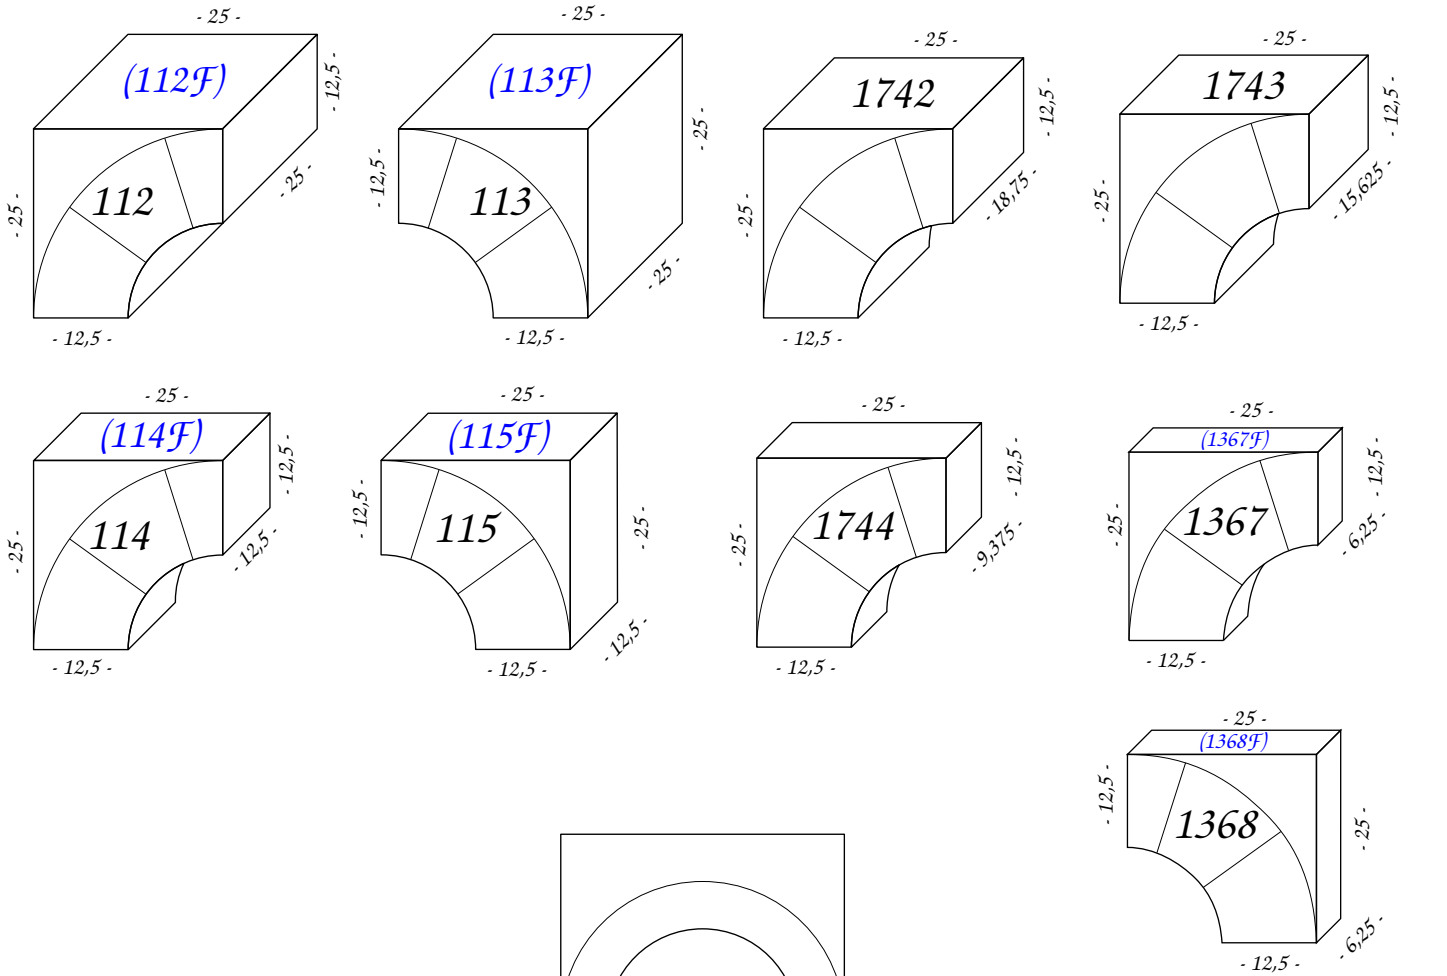 - 25 -
(112F)
- 12,5 -
112
- 25 -
- 25 -
- 12,5 -
- 25 -
(113F)
- 25 -
- 12,5 -
113
- 25 -
- 12,5 -
- 25 -
1742
- 12,5 -
- 25 -
- 18,75 -
- 12,5 -
- 25 -
1743
- 12,5 -
- 25 -
- 15,625 -
- 12,5 -
- 25 -
(114F)
- 12,5 -
114
- 25 -
- 12,5 -
- 12,5 -
- 25 -
(115F)
- 12,5 -
115
- 25 -
- 12,5 -
- 12,5 -
- 25 -
- 12,5 -
1744
- 25 -
- 9,375 -
- 12,5 -
- 25 -
(1367F)
- 12,5 -
1367
- 25 -
- 6,25 -
- 12,5 -
- 25 -
(1368F)
- 12,5 -
1368
- 25 -
- 6,25 -
- 12,5 -